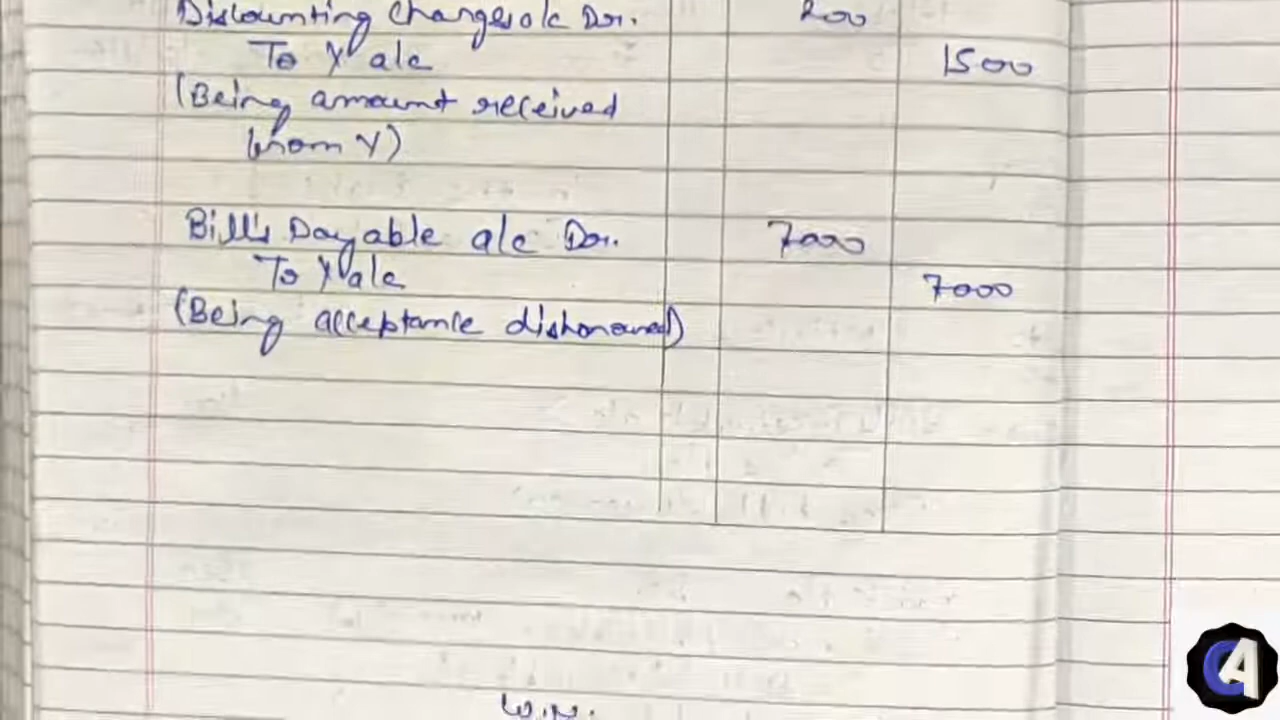 Discounting Charges a/c Dr. 200
To Y a/c 1500
(Being amount received
from Y)
Bill's Payable a/c Dr. 7000
To Y a/c 7000
(Being acceptance dishonoured)
W.N.
CA